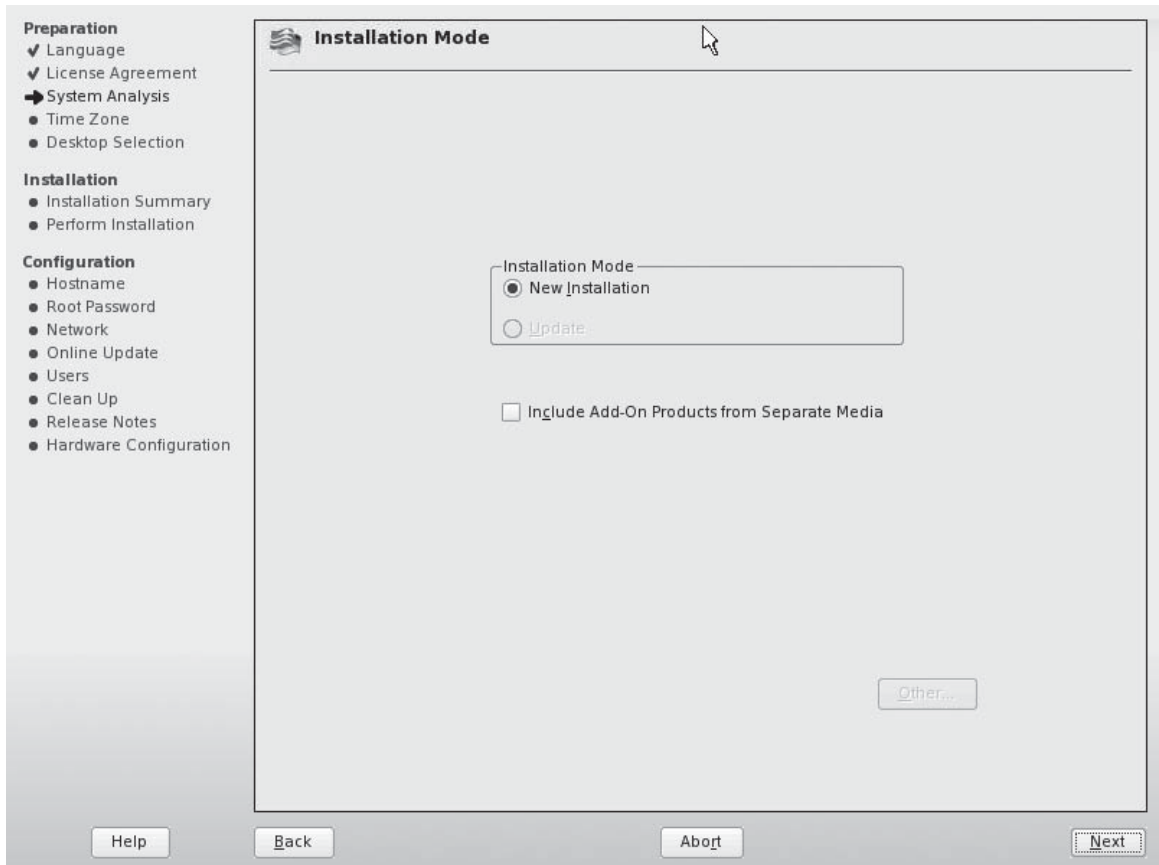 Preparation
Language
License Agreement
System Analysis
Time Zone
Desktop Selection
Installation
Installation Summary
Perform Installation
Configuration
Hostname
Root Password
Network
Online Update
Users
Clean Up
Release Notes
Hardware Configuration
Installation Mode
Installation Mode
New Installation
Update
Include Add-On Products from Separate Media
Other...
Help
Back
Abort
Next